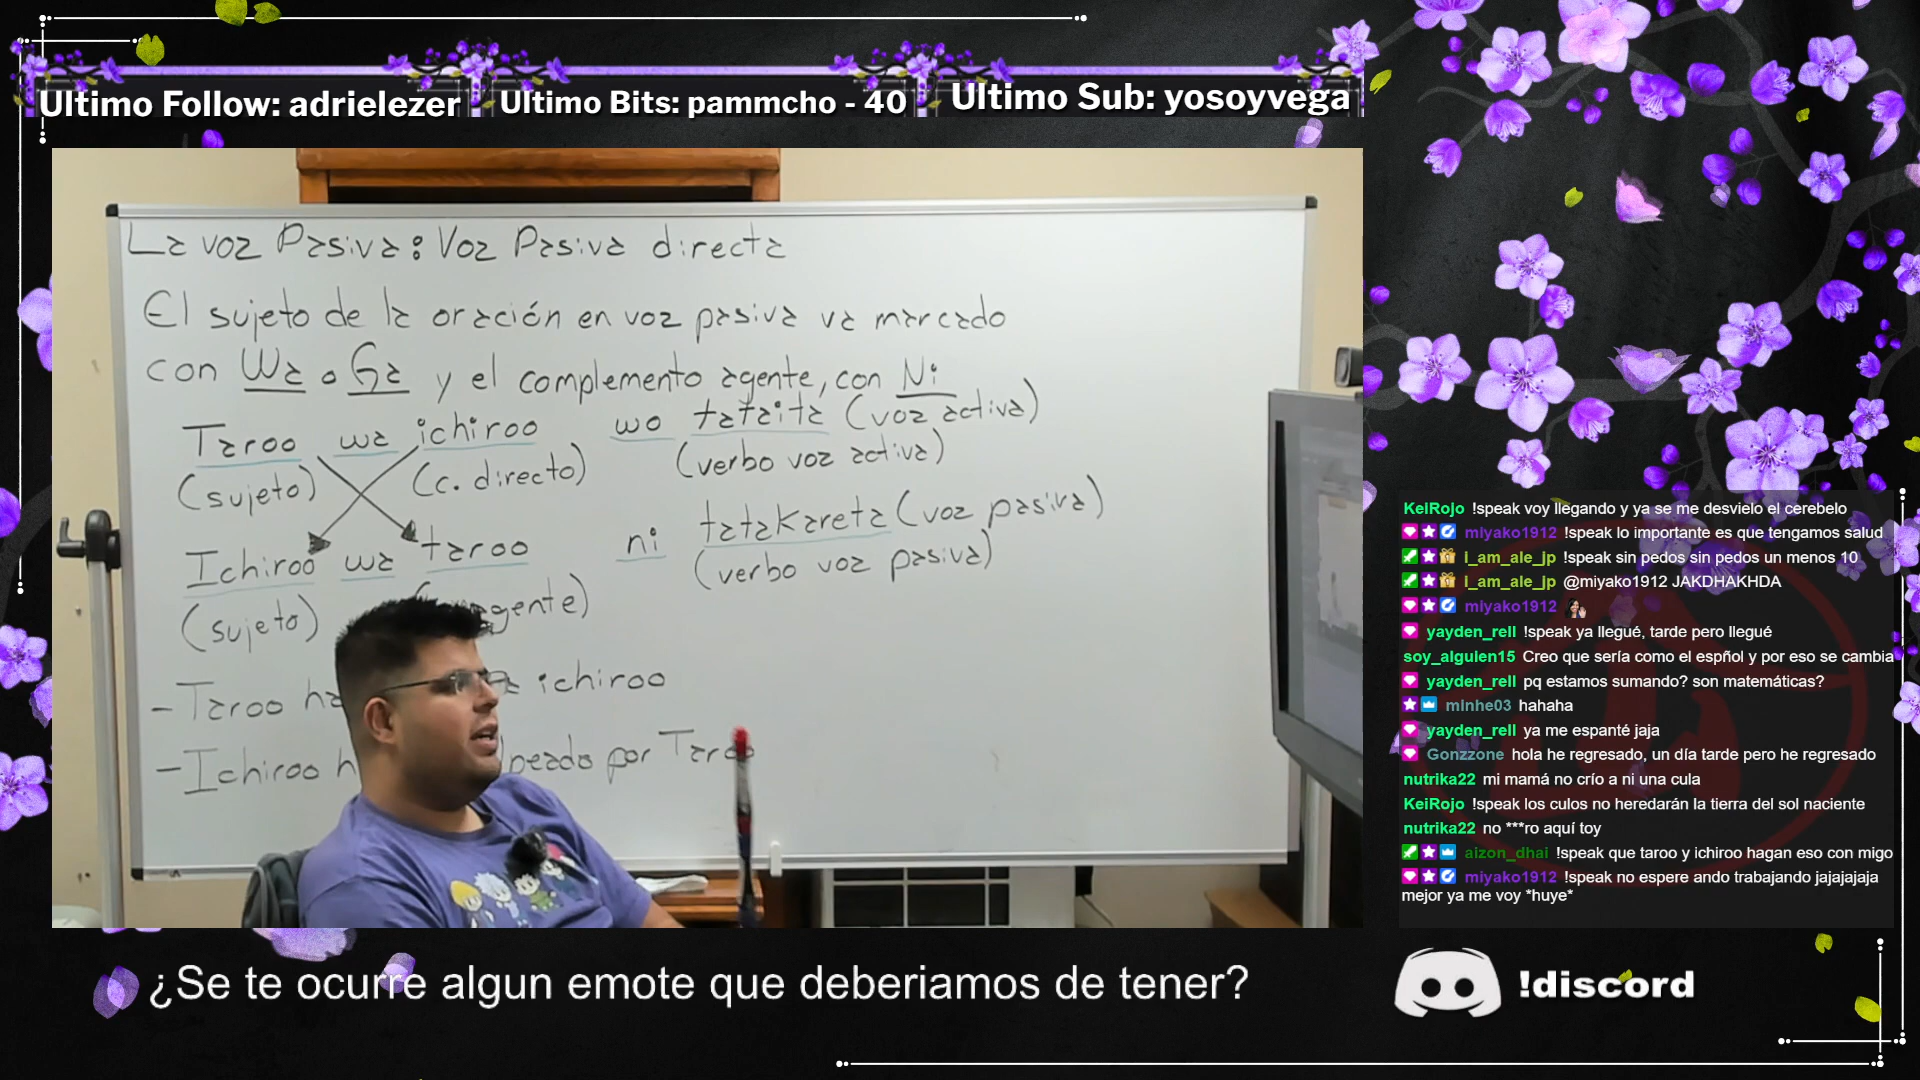 Ultimo Follow: adrielezer
Ultimo Bits: pammcho - 40
Ultimo Sub: yosoyvega
La voz Pasiva: Voz Pasiva directa
El sujeto de la oración en voz pasiva va marcado
con Wa o Ga y el complemento agente, con Ni
Taroo wa ichiroo wo tataita (voz activa)
(sujeto) (c. directo) (verbo voz activa)
Ichiroo wa taroo ni tatakareta (voz pasiva)
(sujeto) agente) (verbo voz pasiva)
- Taroo ha ichiroo
- Ichiroo h peado por Taroo
KeiRojo !speak voy llegando y ya se me desvielo el cerebelo
miyako1912 !speak lo importante es que tengamos salud
i_am_ale_jp !speak sin pedos sin pedos un menos 10
i_am_ale_jp @miyako1912 JAKDHAKHDA
miyako1912
yayden_rell !speak ya llegué, tarde pero llegué
soy_alguien15 Creo que sería como el espñol y por eso se cambia
yayden_rell pq estamos sumando? son matemáticas?
minhe03 hahaha
yayden_rell ya me espanté jaja
Gonzzone hola he regresado, un día tarde pero he regresado
nutrika22 mi mamá no crío a ni una cula
KeiRojo !speak los culos no heredarán la tierra del sol naciente
nutrika22 no ***ro aquí toy
aizon_dhai !speak que taroo y ichiroo hagan eso con migo
miyako1912 !speak no espere ando trabajando jajajajaja
mejor ya me voy *huye*
¿Se te ocurre algun emote que deberiamos de tener?
!discord